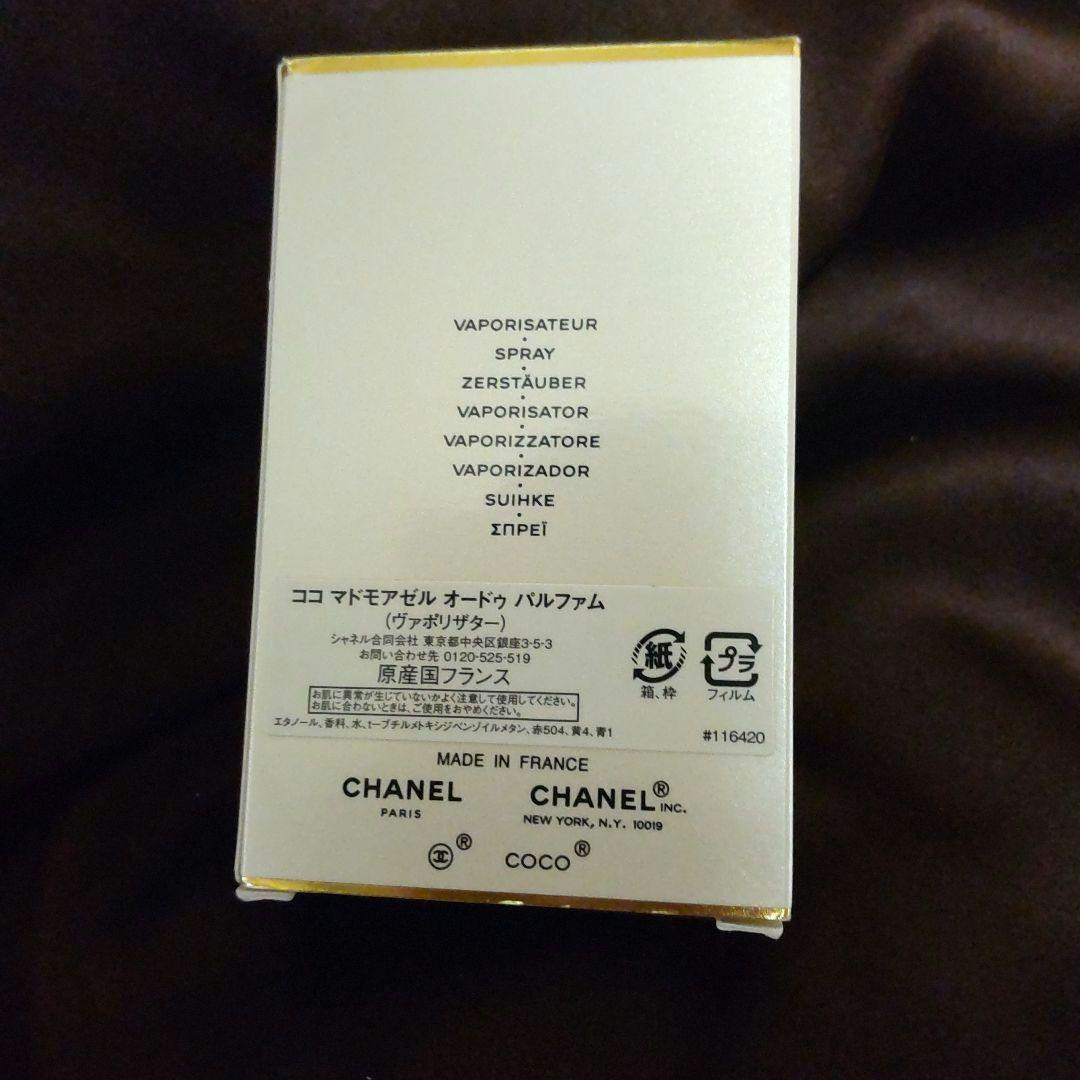 VAPORISATEUR
SPRAY
ZERSTÄUBER
VAPORISATOR
VAPORIZZATORE
VAPORIZADOR
SUIHKE
ΣΠΡΕΪ
ココ マドモアゼル オードゥ パルファム
(ヴァポリザター)
シャネル合同会社 東京都中央区銀座3-5-3
お問い合わせ先 0120-525-519
原産国フランス
お肌に異常が生じていないかよく注意して使用してください。
お肌に合わないときは、ご使用をおやめください。
エタノール、香料、水、t-ブチルメトキシジベンゾイルメタン、赤504、黄4、青1
紙
箱、枠
プラ
フィルム
#116420
MADE IN FRANCE
CHANEL
PARIS
CHANEL® INC.
NEW YORK, N.Y. 10019
®
COCO®